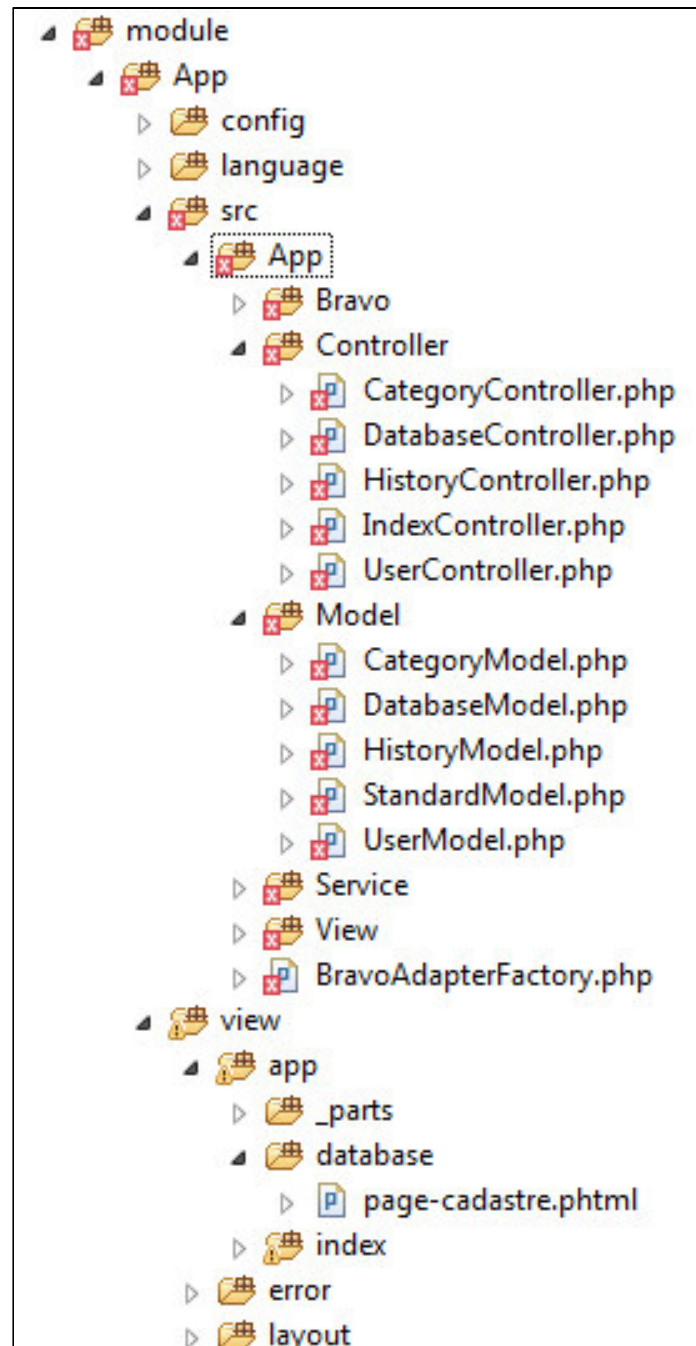 module
App
config
language
src
App
Bravo
Controller
CategoryController.php
DatabaseController.php
HistoryController.php
IndexController.php
UserController.php
Model
CategoryModel.php
DatabaseModel.php
HistoryModel.php
StandardModel.php
UserModel.php
Service
View
BravoAdapterFactory.php
view
app
_parts
database
page-cadastre.phtml
index
error
layout